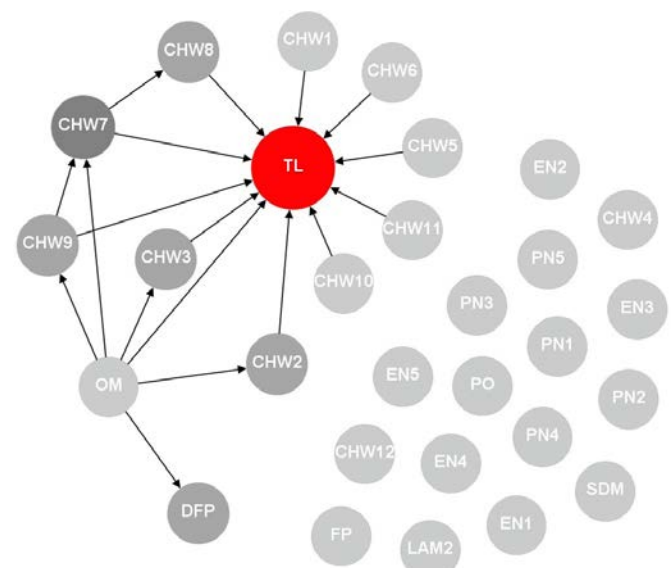 CHW8
CHW1
CHW6
CHW7
TL
CHW5
EN2
CHW9
CHW3
CHW11
CHW4
CHW10
PN5
PN3
EN3
OM
CHW2
PN1
EN5
PO
PN2
CHW12
EN4
PN4
DFP
SDM
FP
LAM2
EN1